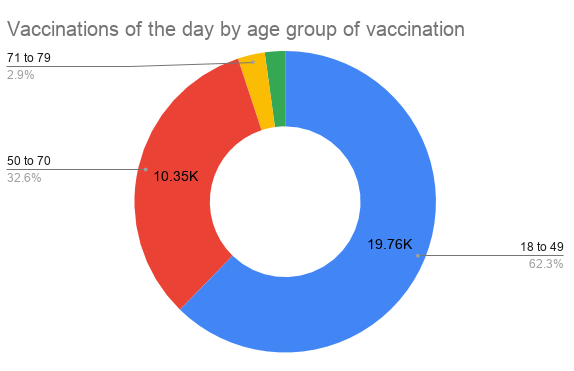 Vaccinations of the day by age group of vaccination
71 to 79
2.9%
50 to 70
32.6%
10.35K
19.76K
18 to 49
62.3%